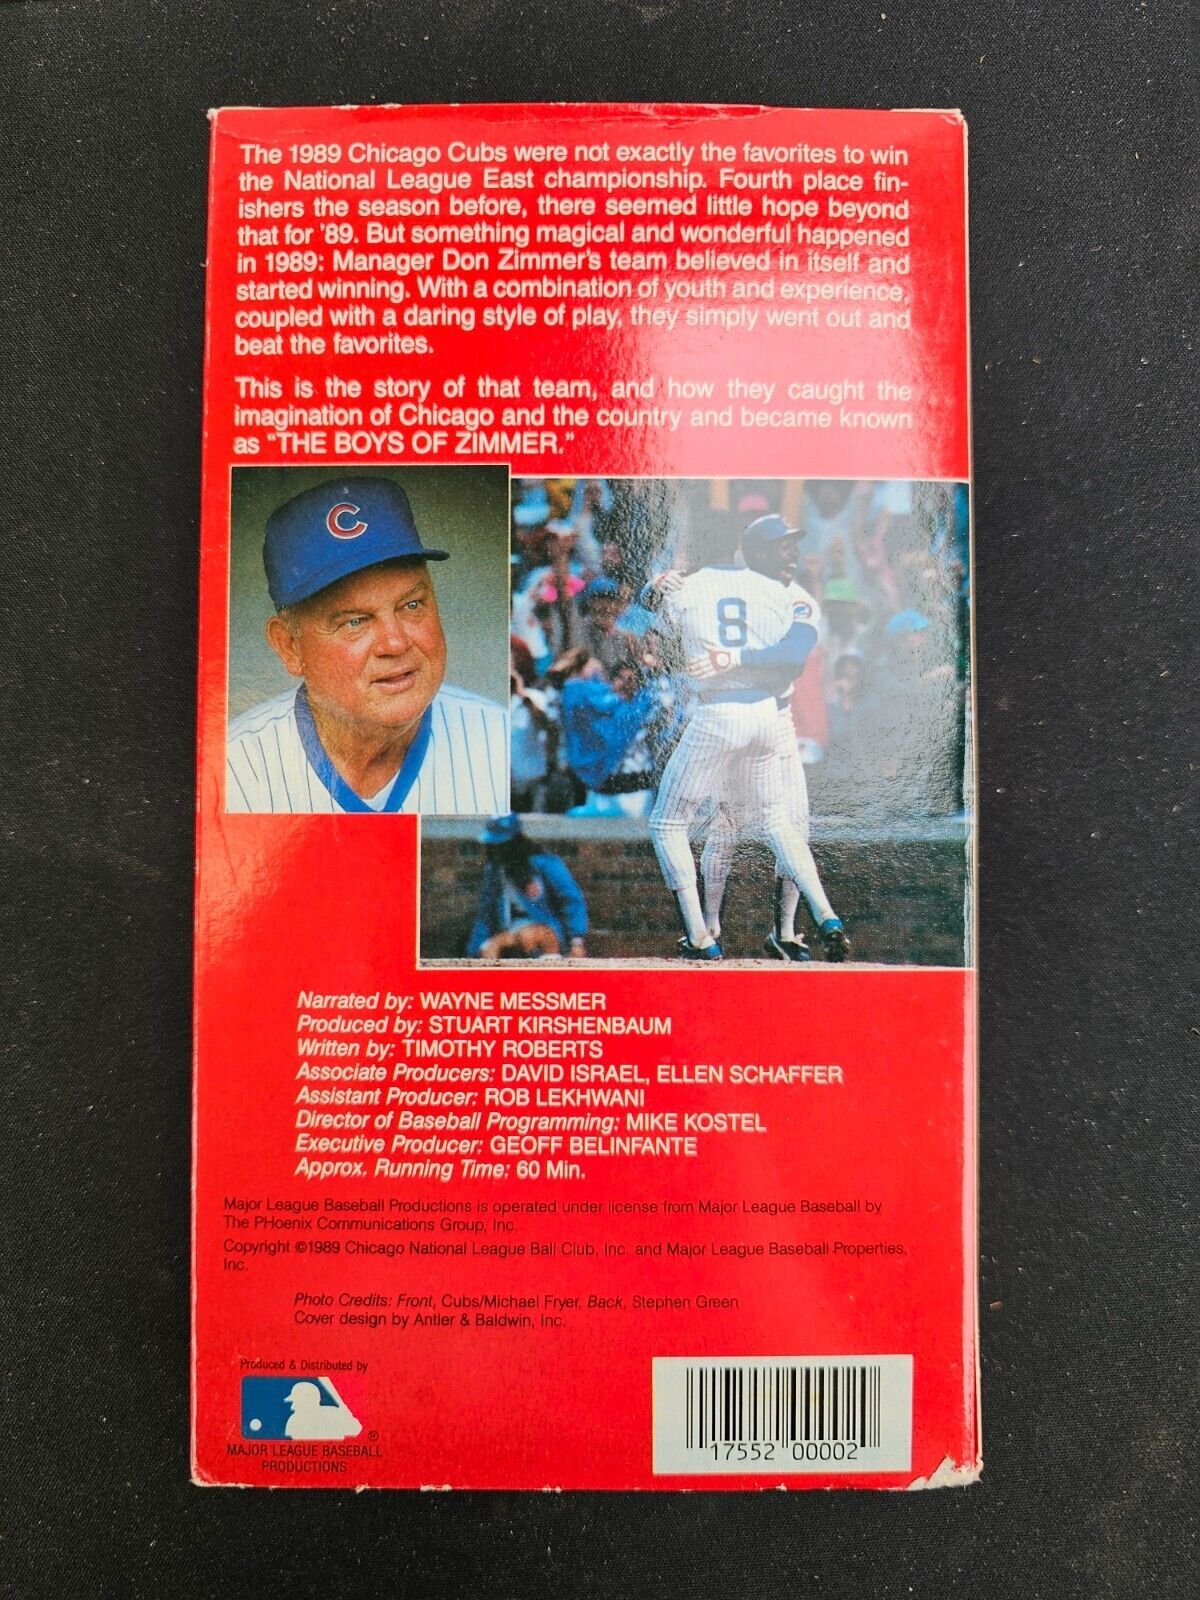 The 1989 Chicago Cubs were not exactly the favorites to win
the National League East championship. Fourth place fin-
ishers the season before, there seemed little hope beyond
that for '89. But something magical and wonderful happened
in 1989: Manager Don Zimmer's team believed in itself and
started winning. With a combination of youth and experience,
coupled with a daring style of play, they simply went out and
beat the favorites.
This is the story of that team, and how they caught the
imagination of Chicago and the country and became known
as "THE BOYS OF ZIMMER."
C
8
Narrated by: WAYNE MESSMER
Produced by: STUART KIRSHENBAUM
Written by: TIMOTHY ROBERTS
Associate Producers: DAVID ISRAEL, ELLEN SCHAFFER
Assistant Producer: ROB LEKHWANI
Director of Baseball Programming: MIKE KOSTEL
Executive Producer: GEOFF BELINFANTE
Approx. Running Time: 60 Min.
Major League Baseball Productions is operated under license from Major League Baseball by
The PHoenix Communications Group, Inc.
Copyright ©1989 Chicago National League Ball Club, Inc. and Major League Baseball Properties,
Inc.
Photo Credits: Front, Cubs/Michael Fryer. Back, Stephen Green
Cover design by Antler & Baldwin, Inc.
Produced & Distributed by
®
MAJOR LEAGUE BASEBALL
PRODUCTIONS
17552 00002